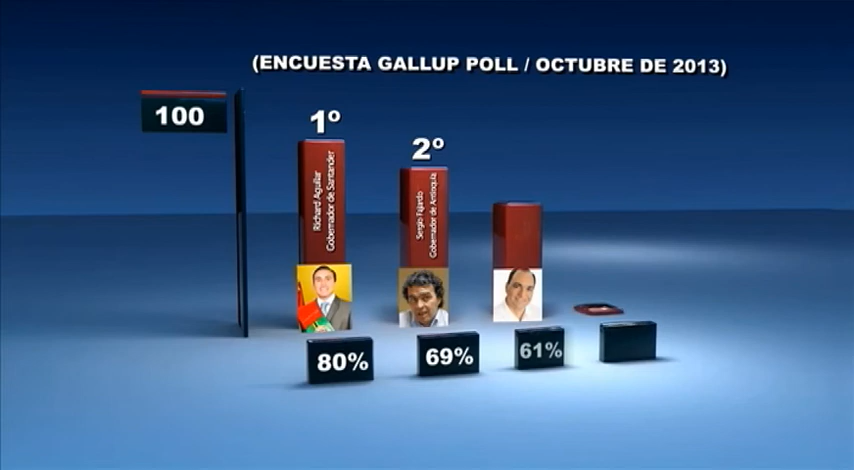 (ENCUESTA GALLUP POLL / OCTUBRE DE 2013)
100
1º
2º
Richard Aguilar
Gobernador de Santander
Sergio Fajardo
Gobernador de Antioquia
80%
69%
61%